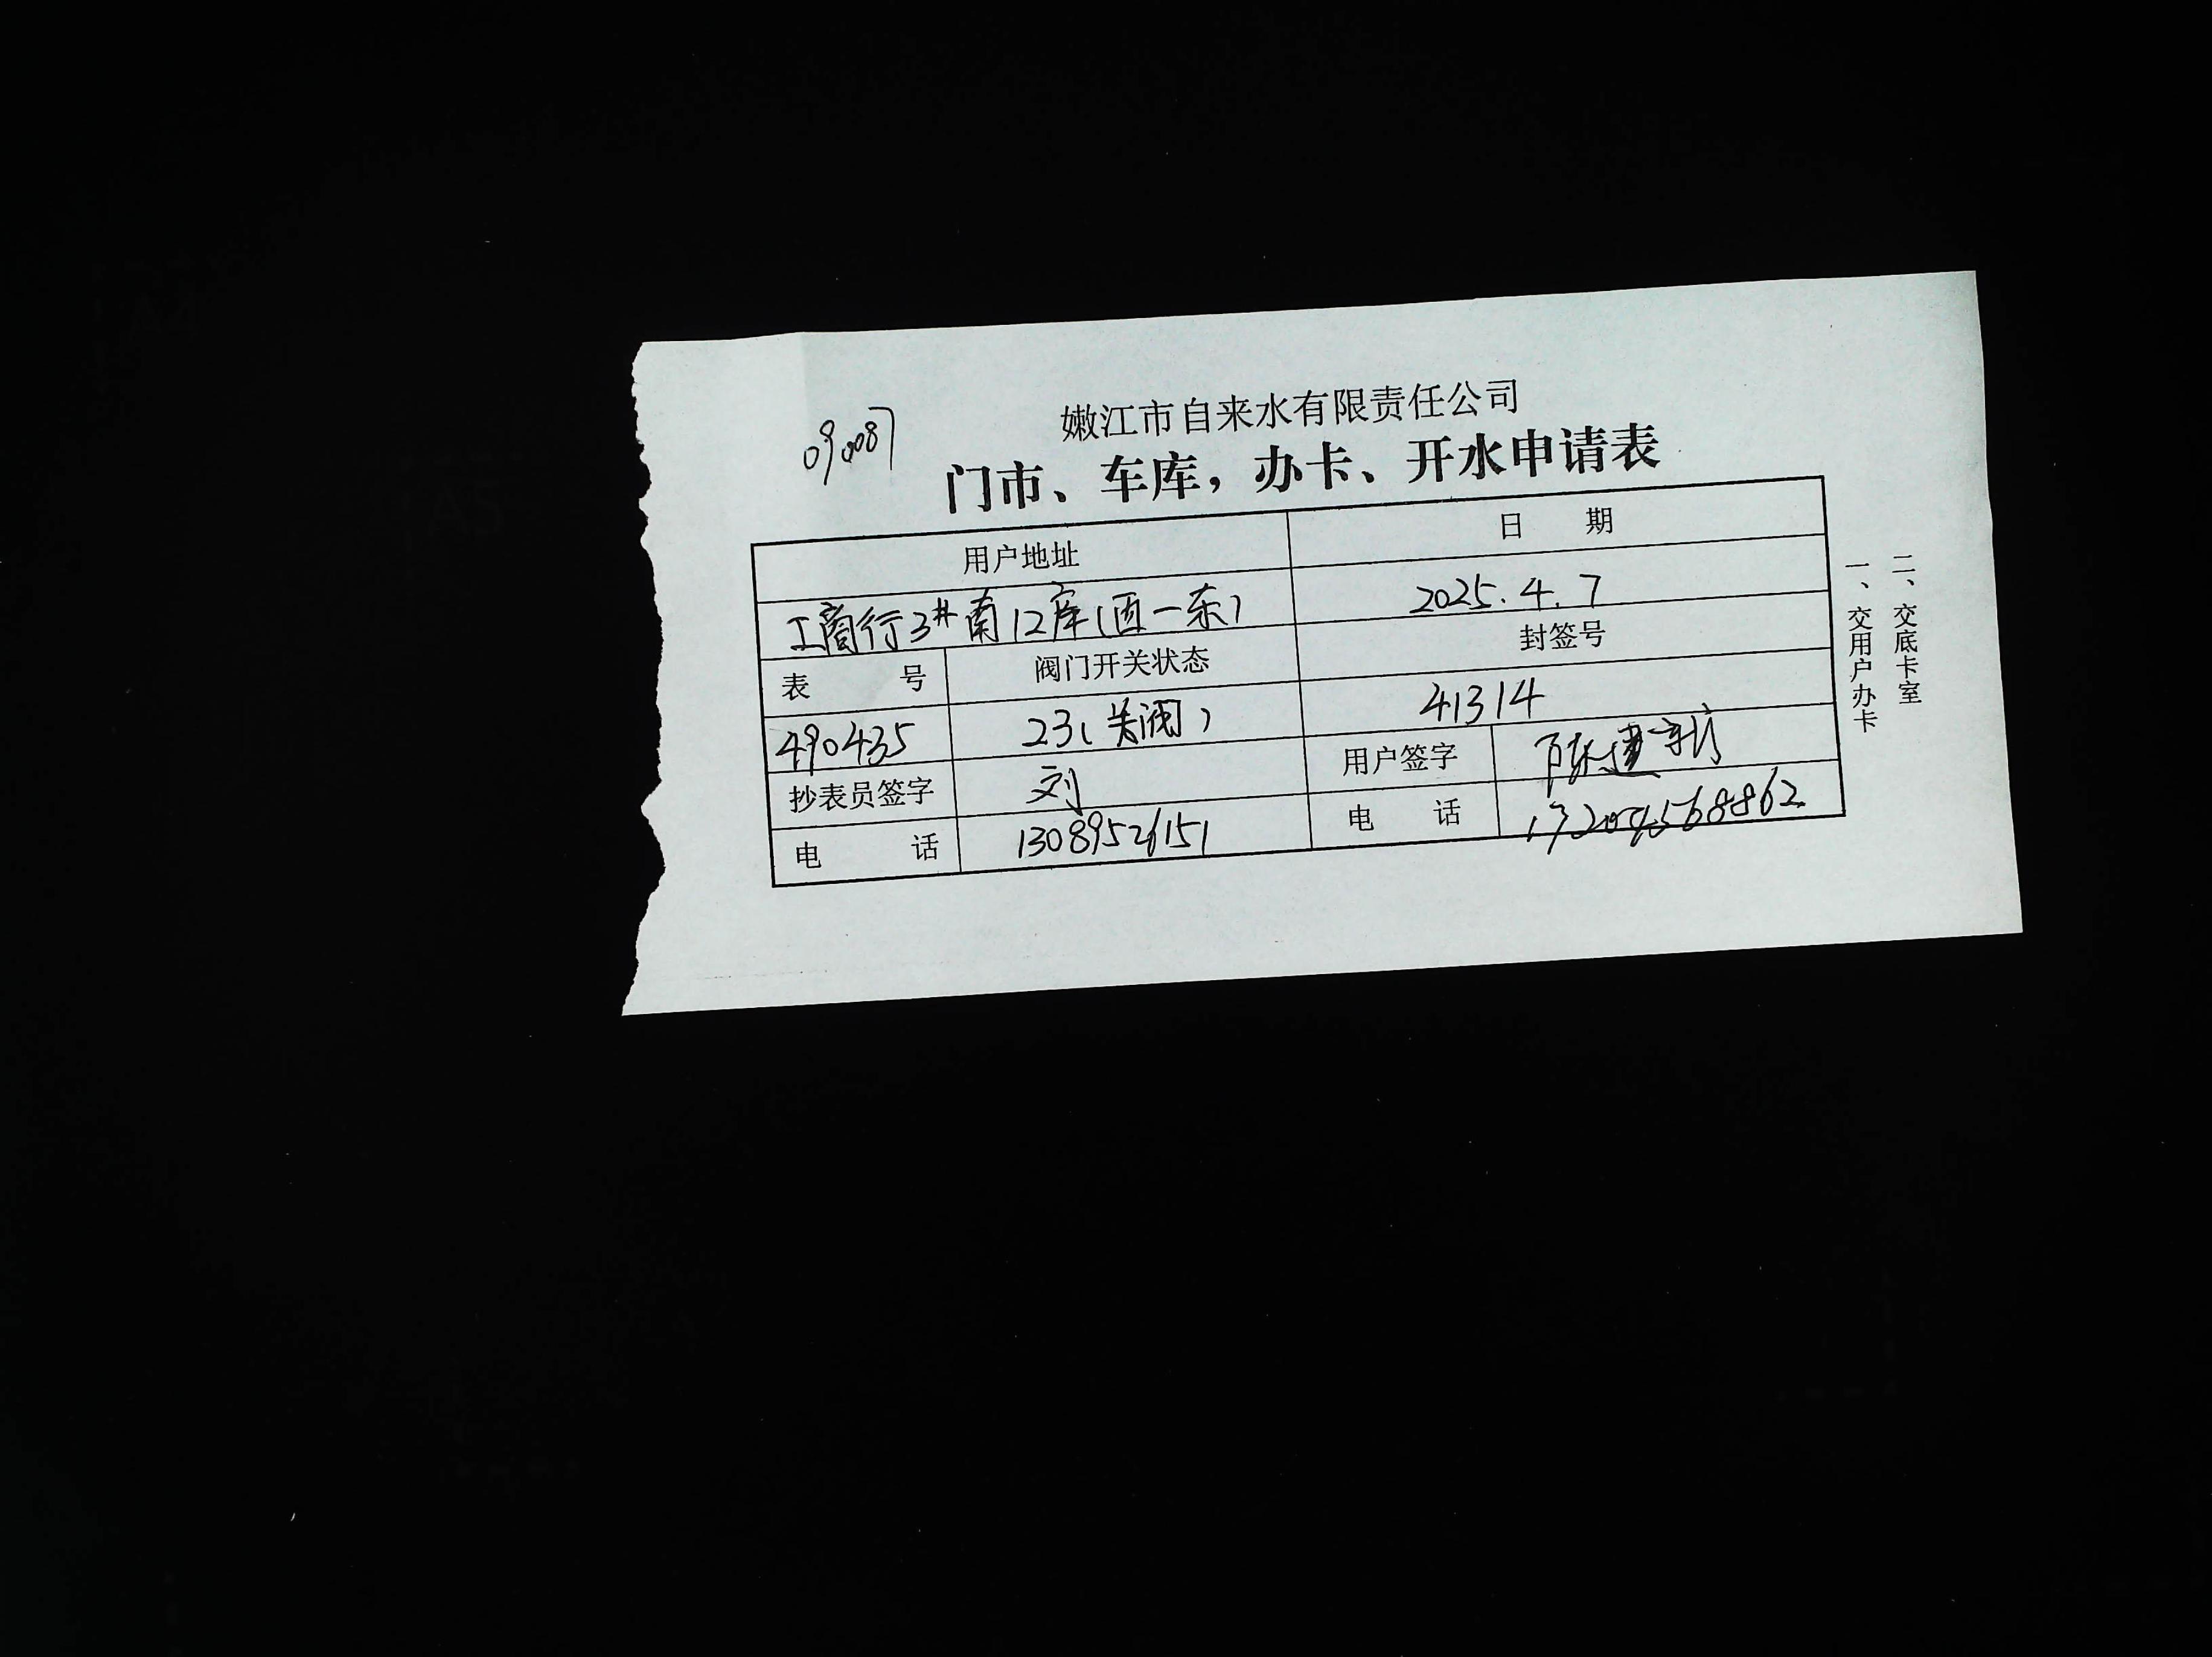 嫩江市自来水有限责任公司
090087
门市、车库，办卡、开水申请表
用户地址 日 期
工商行3#南12库(西一东) 2025.4.7
表 号 阀门开关状态 封签号
490435 23(关阀) 41314
抄表员签字 刘 用户签字
电 话 13089526151 电 话
一、交用户办卡
二、交底卡室